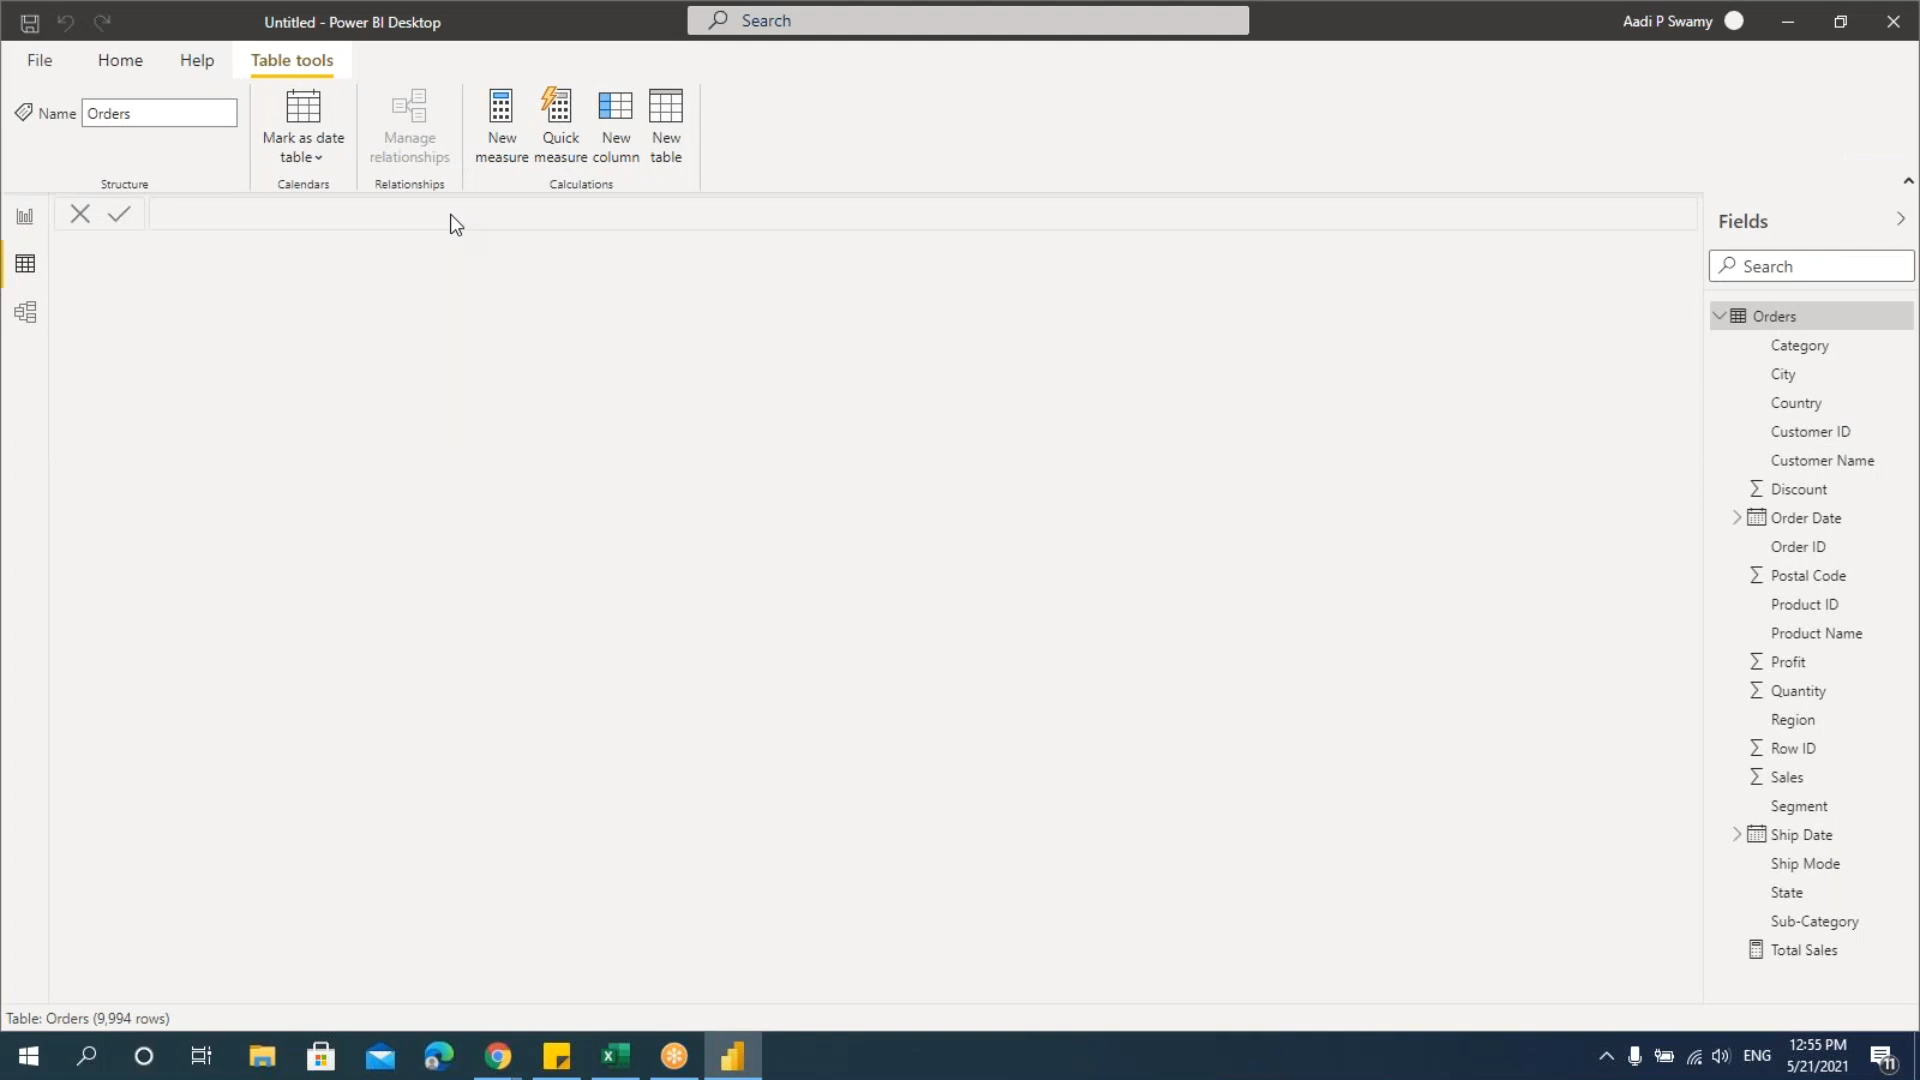 Untitled - Power BI Desktop
Search
Aadi P Swamy
File
Home
Help
Table tools
Name
Orders
Mark as date
table
Manage
relationships
New
measure
Quick
measure
New
column
New
table
Structure
Calendars
Relationships
Calculations
Fields
Search
Orders
Category
City
Country
Customer ID
Customer Name
Discount
Order Date
Order ID
Postal Code
Product ID
Product Name
Profit
Quantity
Region
Row ID
Sales
Segment
Ship Date
Ship Mode
State
Sub-Category
Total Sales
Table: Orders (9,994 rows)
ENG
12:55 PM
5/21/2021
11